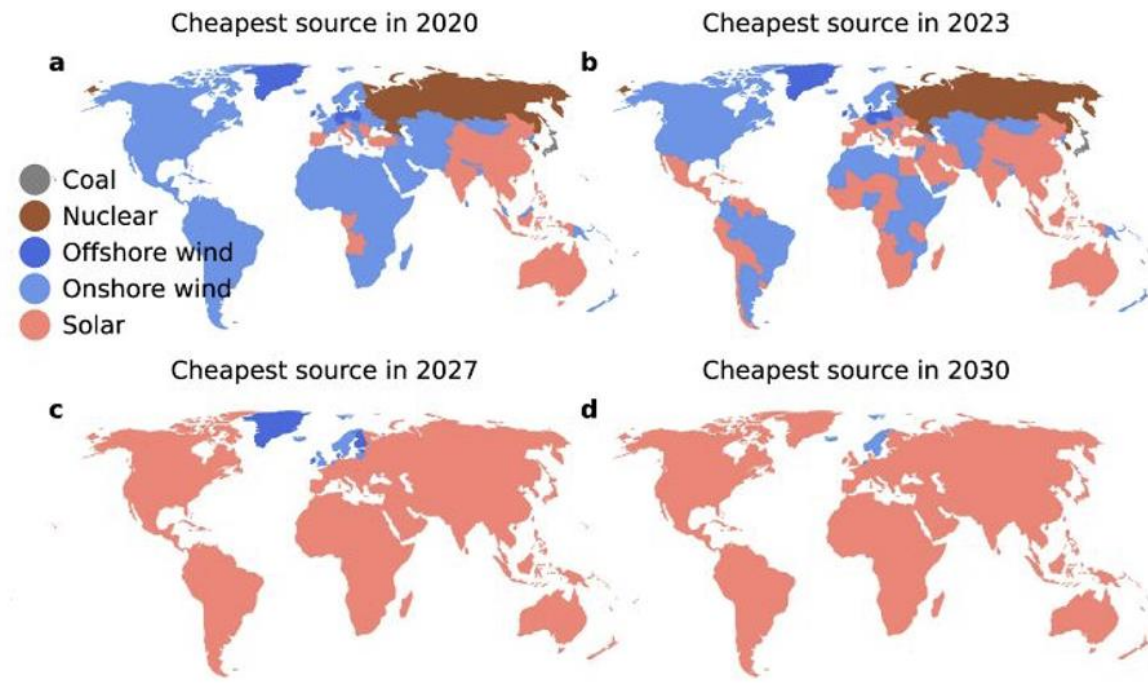 Cheapest source in 2020
Cheapest source in 2023
a
b
Coal
Nuclear
Offshore wind
Onshore wind
Solar
Cheapest source in 2027
Cheapest source in 2030
c
d